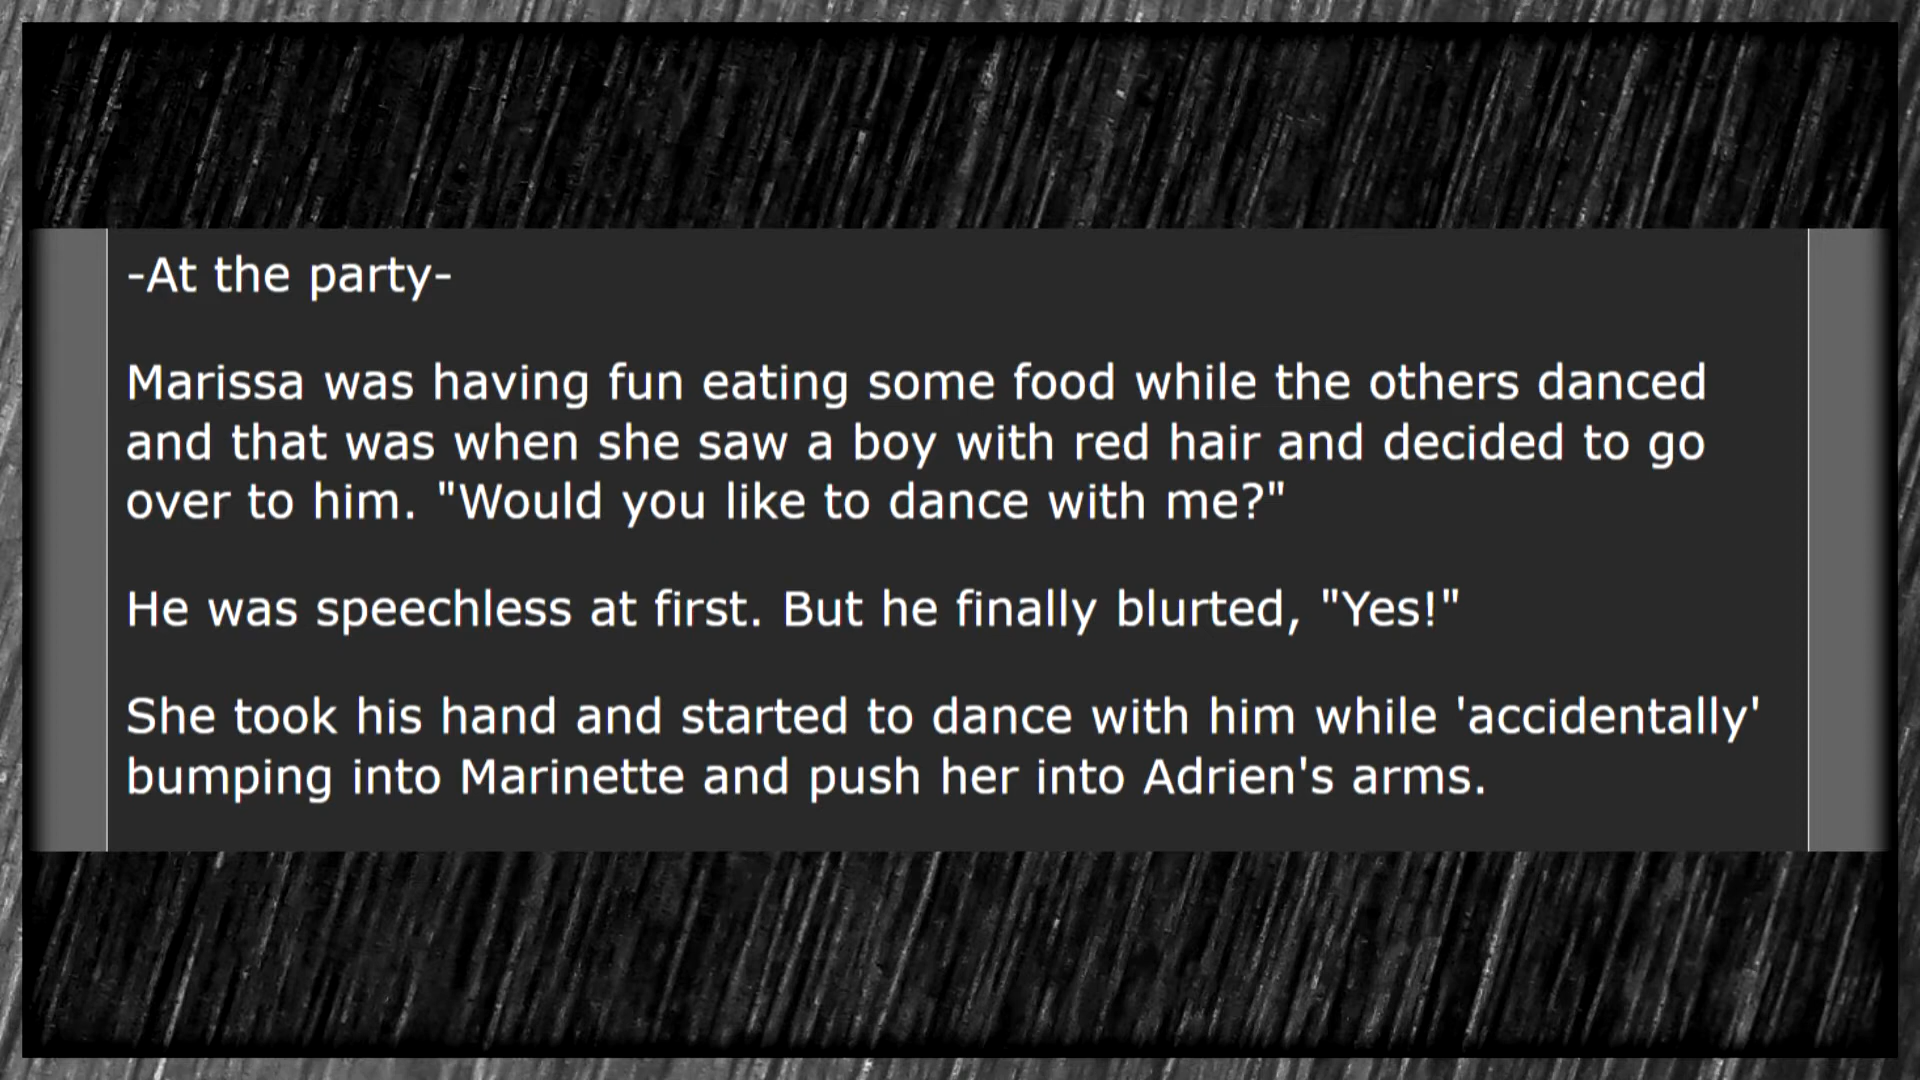 -At the party-
Marissa was having fun eating some food while the others danced
and that was when she saw a boy with red hair and decided to go
over to him. "Would you like to dance with me?"
He was speechless at first. But he finally blurted, "Yes!"
She took his hand and started to dance with him while 'accidentally'
bumping into Marinette and push her into Adrien's arms.